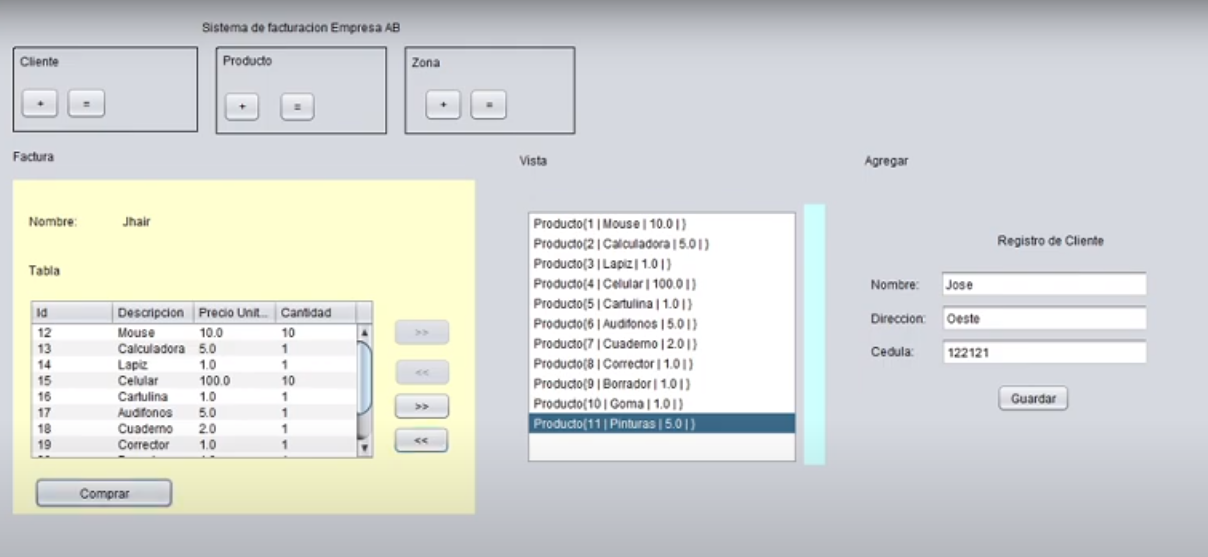 Sistema de facturacion Empresa AB
Cliente
+ =
Producto
+ =
Zona
+ =
Factura
Nombre: Jhair
Tabla
Id Descripcion Precio Unit... Cantidad
12 Mouse 10.0 10
13 Calculadora 5.0 1
14 Lapiz 1.0 1
15 Celular 100.0 10
16 Cartulina 1.0 1
17 Audifonos 5.0 1
18 Cuaderno 2.0 1
19 Corrector 1.0 1
>>
<<
>>
<<
Comprar
Vista
Producto{1 | Mouse | 10.0 | }
Producto{2 | Calculadora | 5.0 | }
Producto{3 | Lapiz | 1.0 | }
Producto{4 | Celular | 100.0 | }
Producto{5 | Cartulina | 1.0 | }
Producto{6 | Audifonos | 5.0 | }
Producto{7 | Cuaderno | 2.0 | }
Producto{8 | Corrector | 1.0 | }
Producto{9 | Borrador | 1.0 | }
Producto{10 | Goma | 1.0 | }
Producto{11 | Pinturas | 5.0 | }
Agregar
Registro de Cliente
Nombre: Jose
Direccion: Oeste
Cedula: 122121
Guardar